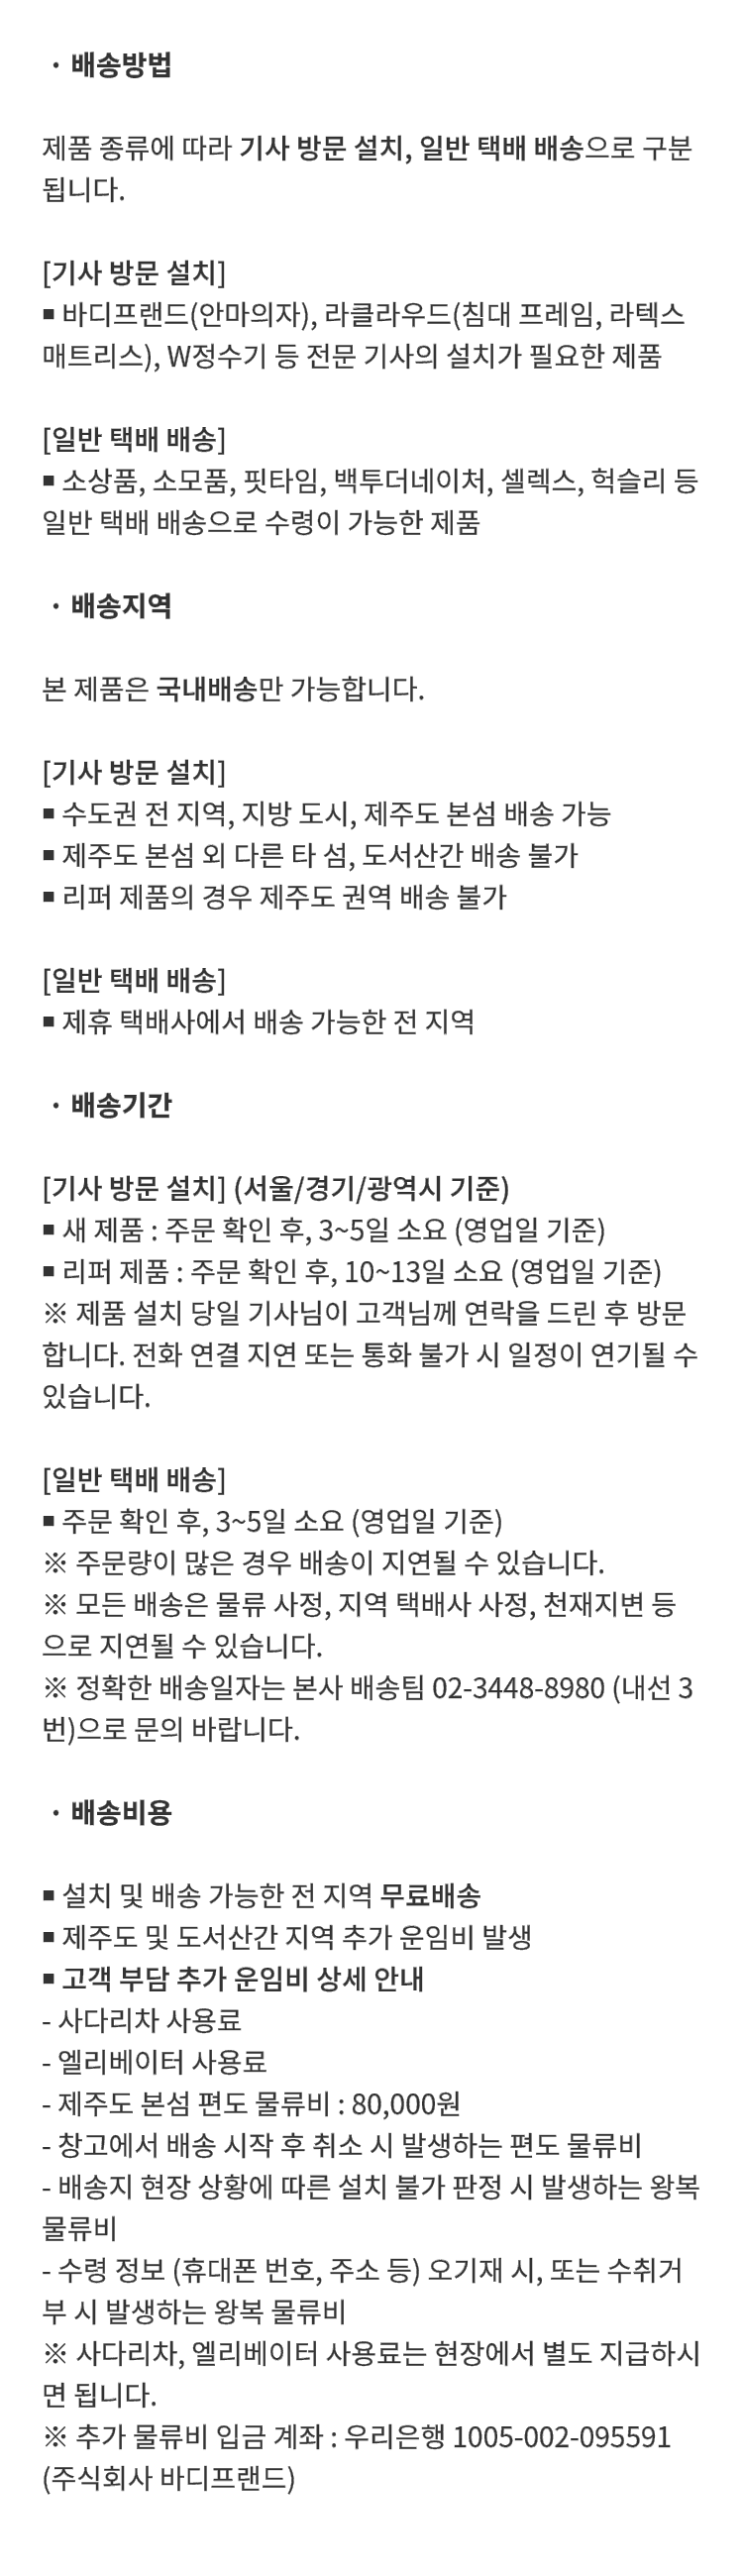 · 배송방법
제품 종류에 따라 기사 방문 설치, 일반 택배 배송으로 구분
됩니다.
[기사 방문 설치]
▪ 바디프랜드(안마의자), 라클라우드(침대 프레임, 라텍스
매트리스), W정수기 등 전문 기사의 설치가 필요한 제품
[일반 택배 배송]
▪ 소상품, 소모품, 핏타임, 백투더네이처, 셀렉스, 헉슬리 등
일반 택배 배송으로 수령이 가능한 제품
· 배송지역
본 제품은 국내배송만 가능합니다.
[기사 방문 설치]
▪ 수도권 전 지역, 지방 도시, 제주도 본섬 배송 가능
▪ 제주도 본섬 외 다른 타 섬, 도서산간 배송 불가
▪ 리퍼 제품의 경우 제주도 권역 배송 불가
[일반 택배 배송]
▪ 제휴 택배사에서 배송 가능한 전 지역
· 배송기간
[기사 방문 설치] (서울/경기/광역시 기준)
▪ 새 제품 : 주문 확인 후, 3~5일 소요 (영업일 기준)
▪ 리퍼 제품 : 주문 확인 후, 10~13일 소요 (영업일 기준)
※ 제품 설치 당일 기사님이 고객님께 연락을 드린 후 방문
합니다. 전화 연결 지연 또는 통화 불가 시 일정이 연기될 수
있습니다.
[일반 택배 배송]
▪ 주문 확인 후, 3~5일 소요 (영업일 기준)
※ 주문량이 많은 경우 배송이 지연될 수 있습니다.
※ 모든 배송은 물류 사정, 지역 택배사 사정, 천재지변 등
으로 지연될 수 있습니다.
※ 정확한 배송일자는 본사 배송팀 02-3448-8980 (내선 3
번)으로 문의 바랍니다.
· 배송비용
▪ 설치 및 배송 가능한 전 지역 무료배송
▪ 제주도 및 도서산간 지역 추가 운임비 발생
▪ 고객 부담 추가 운임비 상세 안내
- 사다리차 사용료
- 엘리베이터 사용료
- 제주도 본섬 편도 물류비 : 80,000원
- 창고에서 배송 시작 후 취소 시 발생하는 편도 물류비
- 배송지 현장 상황에 따른 설치 불가 판정 시 발생하는 왕복
물류비
- 수령 정보 (휴대폰 번호, 주소 등) 오기재 시, 또는 수취거
부 시 발생하는 왕복 물류비
※ 사다리차, 엘리베이터 사용료는 현장에서 별도 지급하시
면 됩니다.
※ 추가 물류비 입금 계좌 : 우리은행 1005-002-095591
(주식회사 바디프랜드)